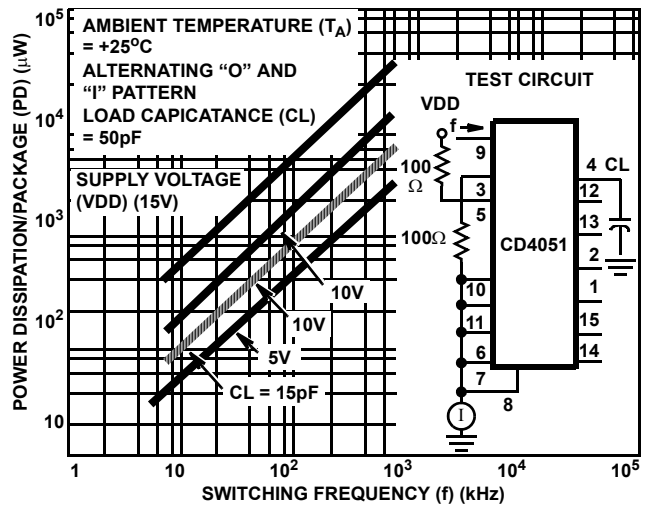 POWER DISSIPATION/PACKAGE (PD) (μW)
10⁵
10⁴
10³
10²
10
AMBIENT TEMPERATURE (T_A)
= +25°C
ALTERNATING “O” AND
“I” PATTERN
LOAD CAPICATANCE (CL)
= 50pF
SUPPLY VOLTAGE
(VDD) (15V)
10V
10V
5V
CL = 15pF
TEST CIRCUIT
VDD
f
100
Ω
100Ω
9
3
5
10
11
6
7
8
CD4051
4 CL
12
13
2
1
15
14
I
1
10
10²
10³
10⁴
10⁵
SWITCHING FREQUENCY (f) (kHz)